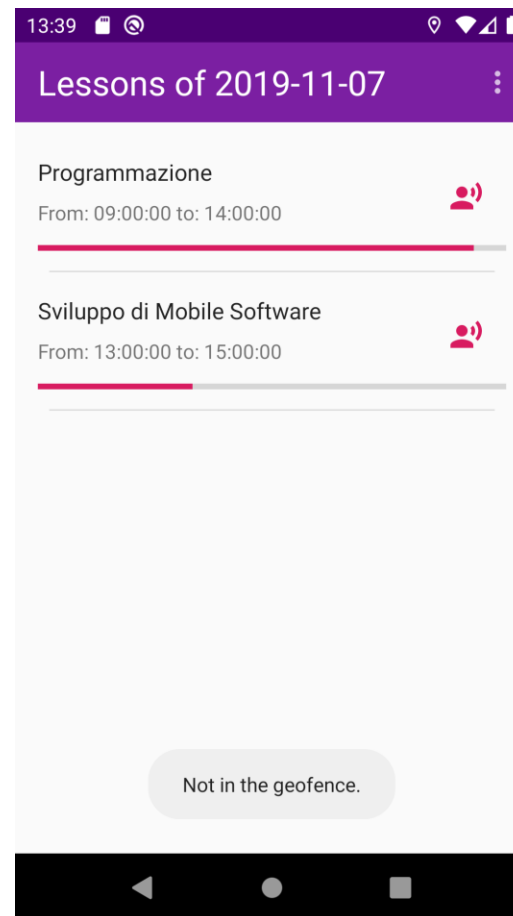 13:39
Lessons of 2019-11-07
Programmazione
From: 09:00:00 to: 14:00:00
Sviluppo di Mobile Software
From: 13:00:00 to: 15:00:00
Not in the geofence.